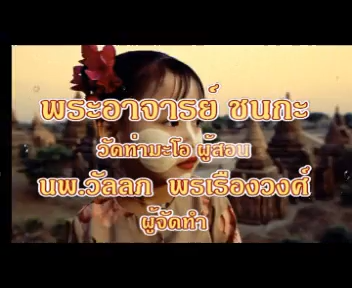 พระอาจารย์ ชนกะ
วัดท่ามะโอ ผู้สอน
นพ.วัลลภ พรเรืองวงศ์
ผู้จัดทำ